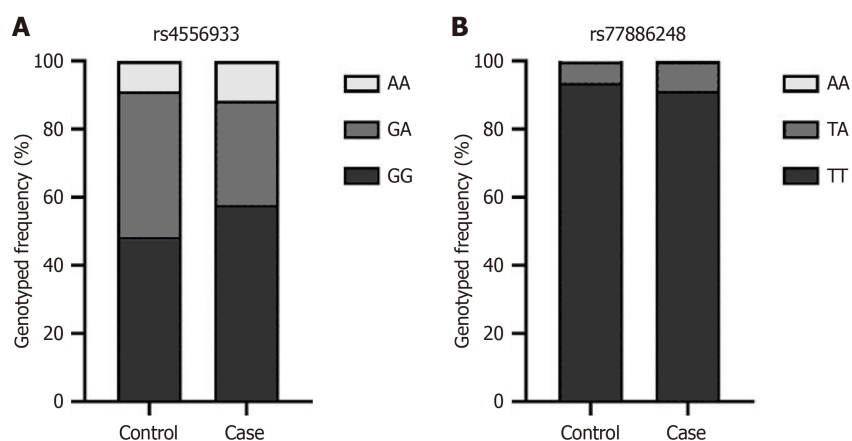 A
rs4556933
Genotyped frequency (%)
100
80
60
40
20
0
Control
Case
AA
GA
GG
B
rs77886248
Genotyped frequency (%)
100
80
60
40
20
0
Control
Case
AA
TA
TT